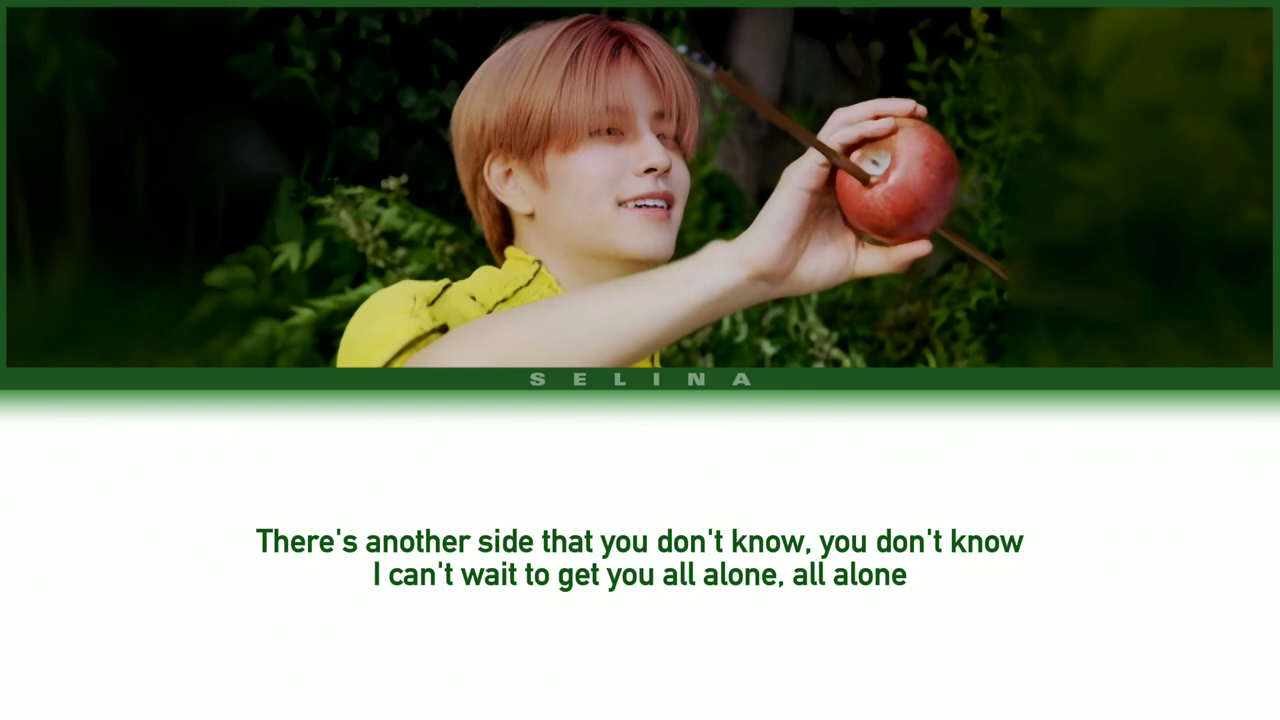 SELINA
There's another side that you don't know, you don't know
I can't wait to get you all alone, all alone